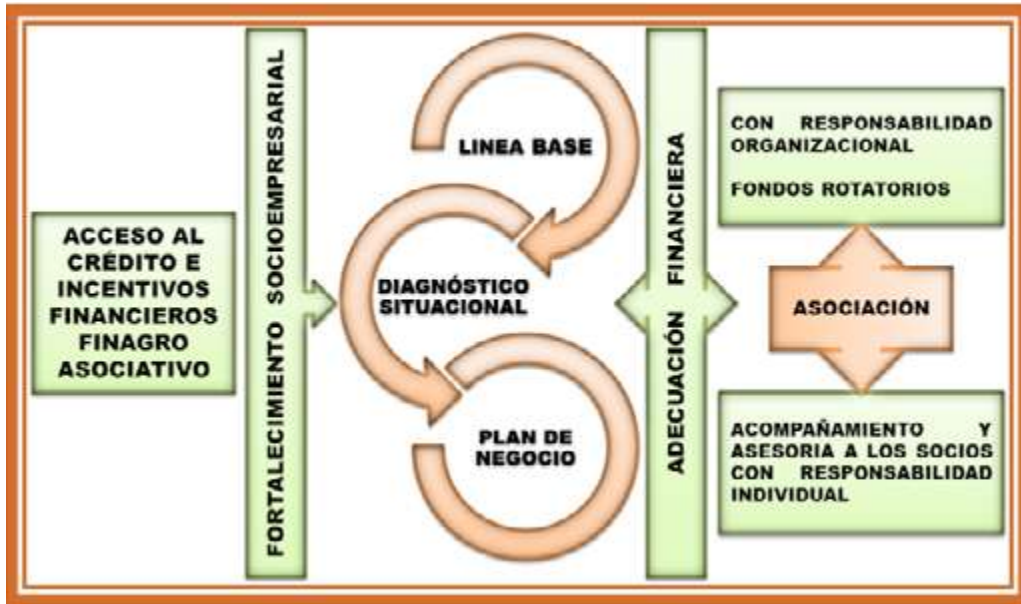 ACCESO AL
CRÉDITO E
INCENTIVOS
FINANCIEROS
FINAGRO
ASOCIATIVO
FORTALECIMIENTO SOCIOEMPRESARIAL
LINEA BASE
DIAGNÓSTICO
SITUACIONAL
PLAN DE
NEGOCIO
ADECUACIÓN FINANCIERA
CON RESPONSABILIDAD
ORGANIZACIONAL
FONDOS ROTATORIOS
ASOCIACIÓN
ACOMPAÑAMIENTO Y
ASESORIA A LOS SOCIOS
CON RESPONSABILIDAD
INDIVIDUAL